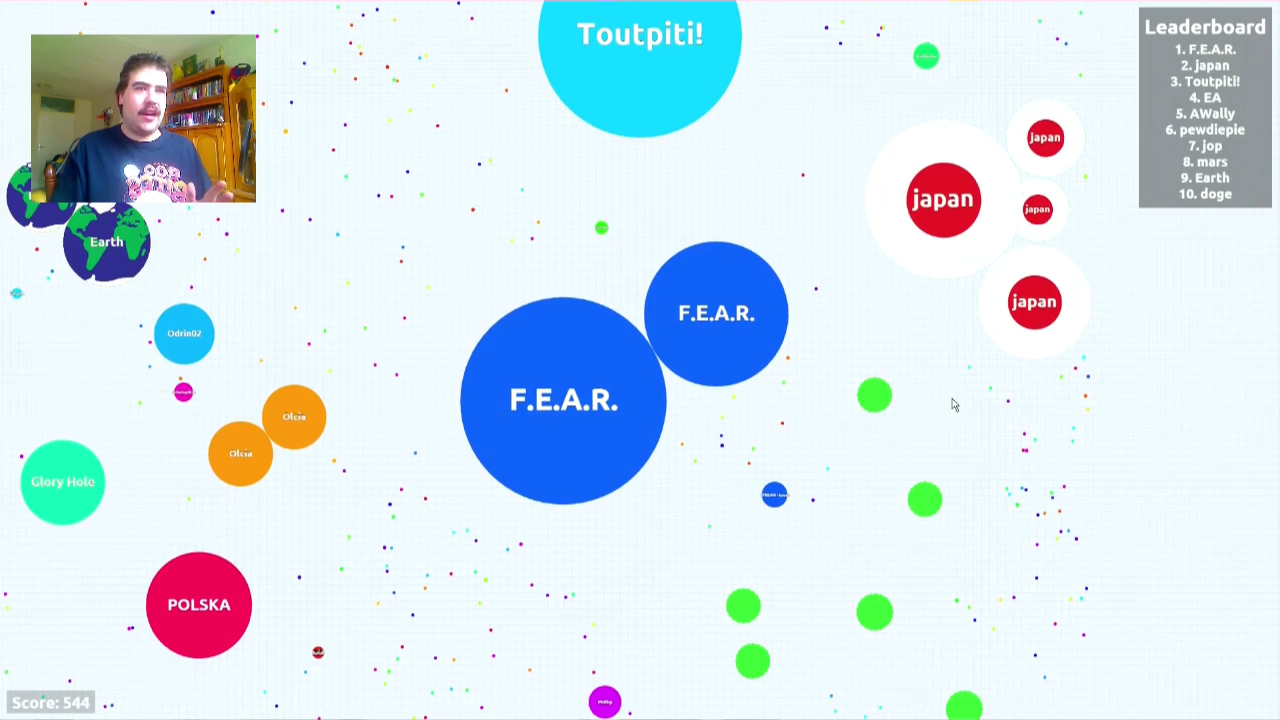 Toutpiti!
Leaderboard
1. F.E.A.R.
2. japan
3. Toutpiti!
4. EA
5. AWally
6. pewdiepie
7. jop
8. mars
9. Earth
10. doge
japan
japan
japan
japan
Earth
Odrin02
F.E.A.R.
F.E.A.R.
Olcia
Olcia
Glory Hole
POLSKA
Score: 544